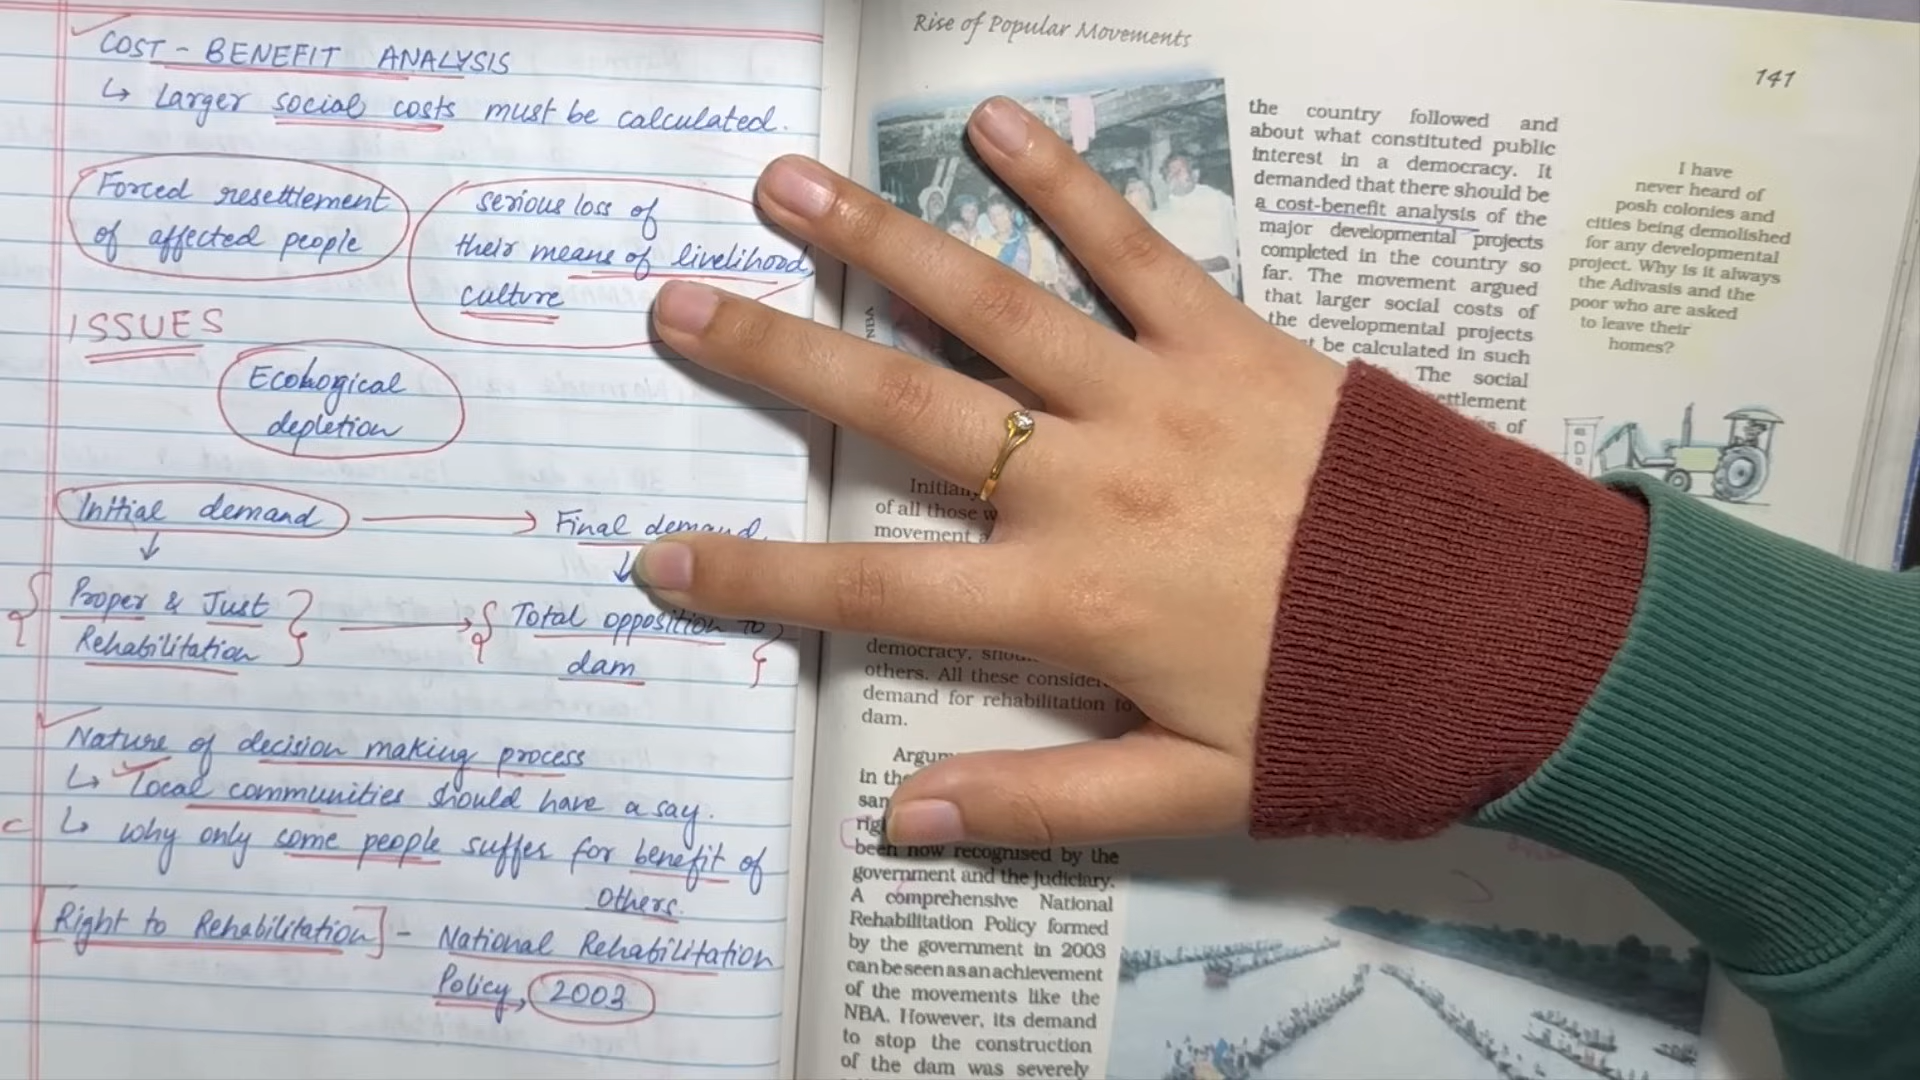 COST - BENEFIT ANALYSIS
↳ Larger social costs must be calculated.
Forced resettlement
of affected people
serious loss of
their means of livelihood
culture
ISSUES
Ecological
depletion
Initial demand → Final demand
Proper & Just
Rehabilitation
Total opposition to
dam
Nature of decision making process
↳ Local communities should have a say.
↳ why only some people suffer for benefit of
others.
[Right to Rehabilitation] - National Rehabilitation
Policy, 2003
Rise of Popular Movements
141
NBA
the country followed and
about what constituted public
interest in a democracy. It
demanded that there should be
a cost-benefit analysis of the
major developmental projects
completed in the country so
far. The movement argued
that larger social costs of
the developmental projects
be calculated in such
The social
of
I have
never heard of
posh colonies and
cities being demolished
for any developmental
project. Why is it always
the Adivasis and the
poor who are asked
to leave their
homes?
Initially
of all those
movement
democracy,
others. All these
demand for rehabilitation to
dam.
in the
been now recognised by the
government and the judiciary.
A comprehensive National
Rehabilitation Policy formed
by the government in 2003
can be seen as an achievement
of the movements like the
NBA. However, its demand
to stop the construction
of the dam was severely